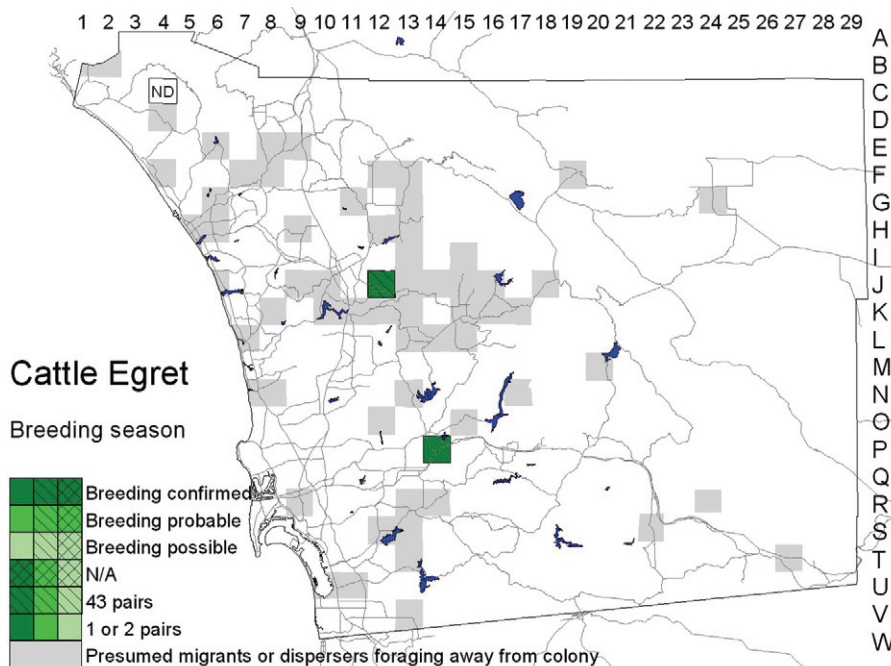 1 2 3 4 5 6 7 8 9 10 11 12 13 14 15 16 17 18 19 20 21 22 23 24 25 26 27 28 29
A
B
C
D
E
F
G
H
I
J
K
L
M
N
O
P
Q
R
S
T
U
V
W
ND
Cattle Egret
Breeding season
Breeding confirmed
Breeding probable
Breeding possible
N/A
43 pairs
1 or 2 pairs
Presumed migrants or dispersers foraging away from colony